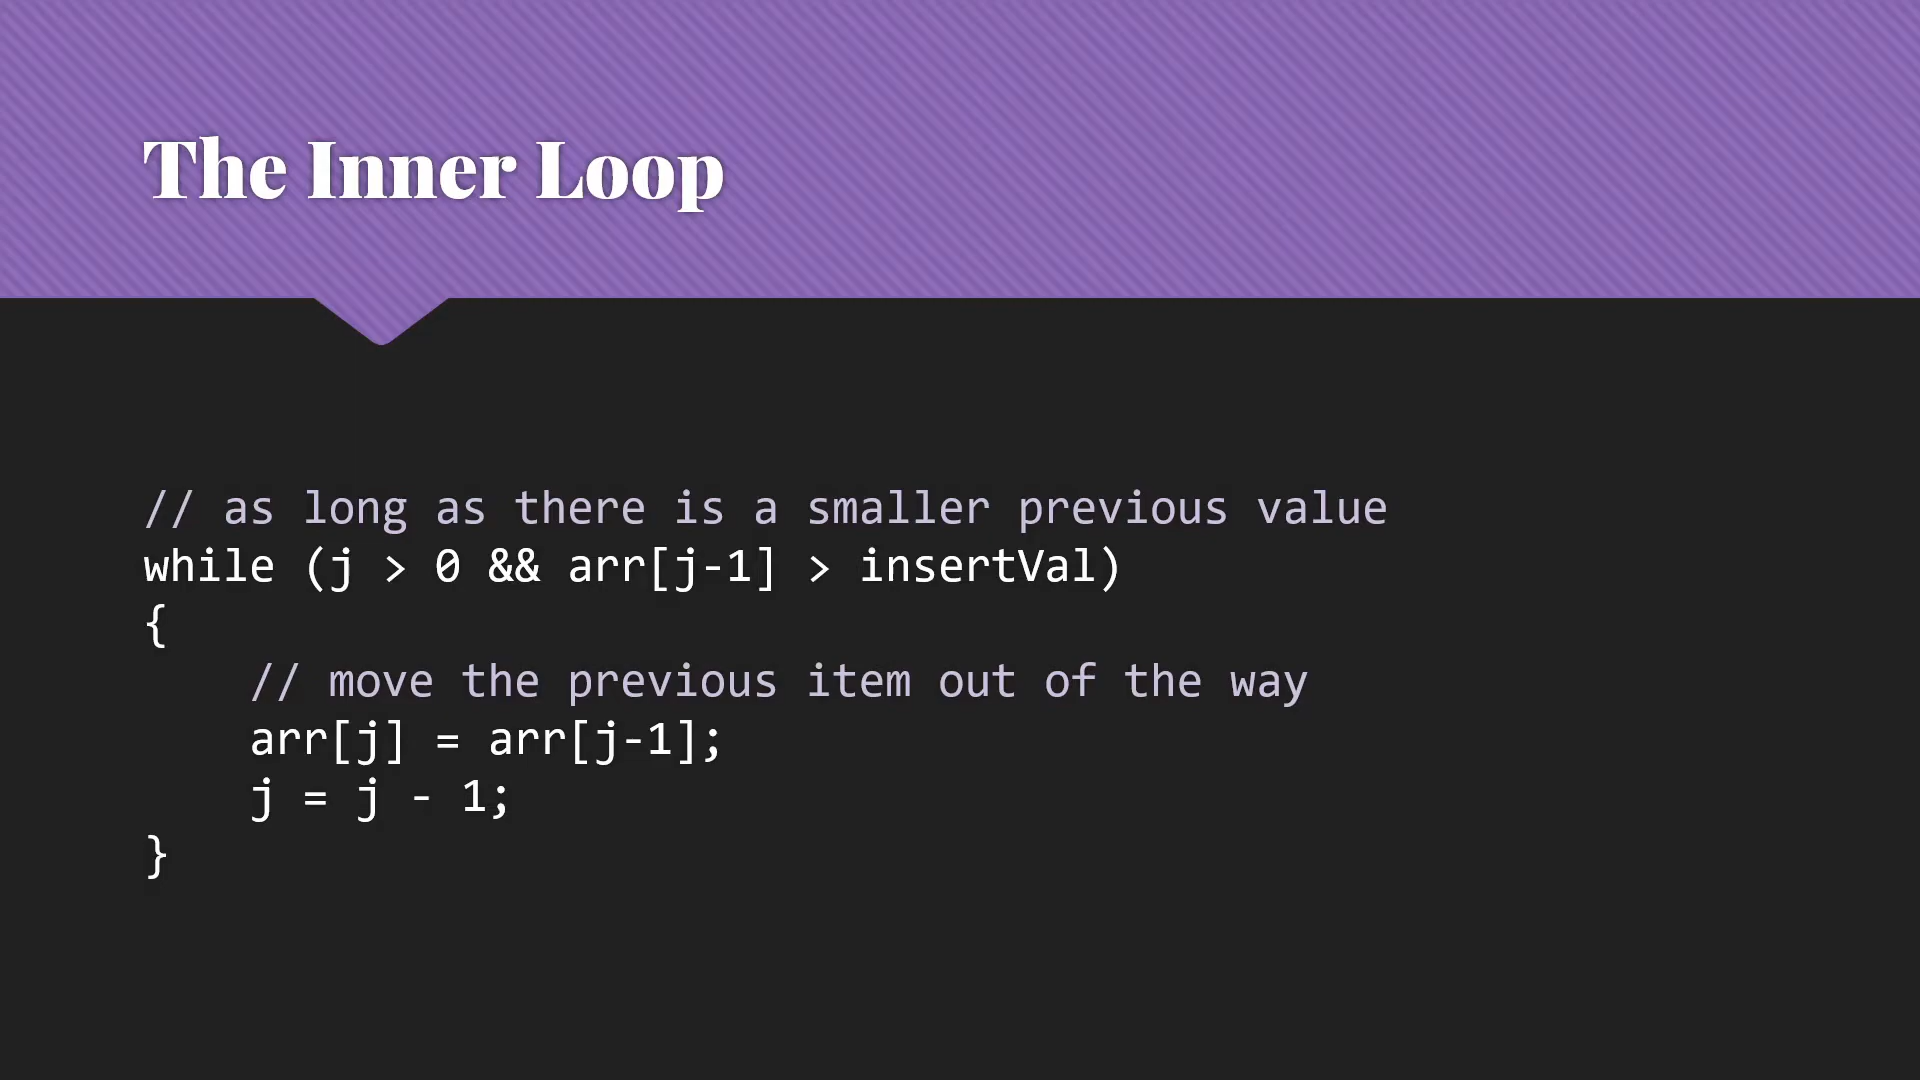 The Inner Loop
// as long as there is a smaller previous value
while (j > 0 && arr[j-1] > insertVal)
{
    // move the previous item out of the way
    arr[j] = arr[j-1];
    j = j - 1;
}